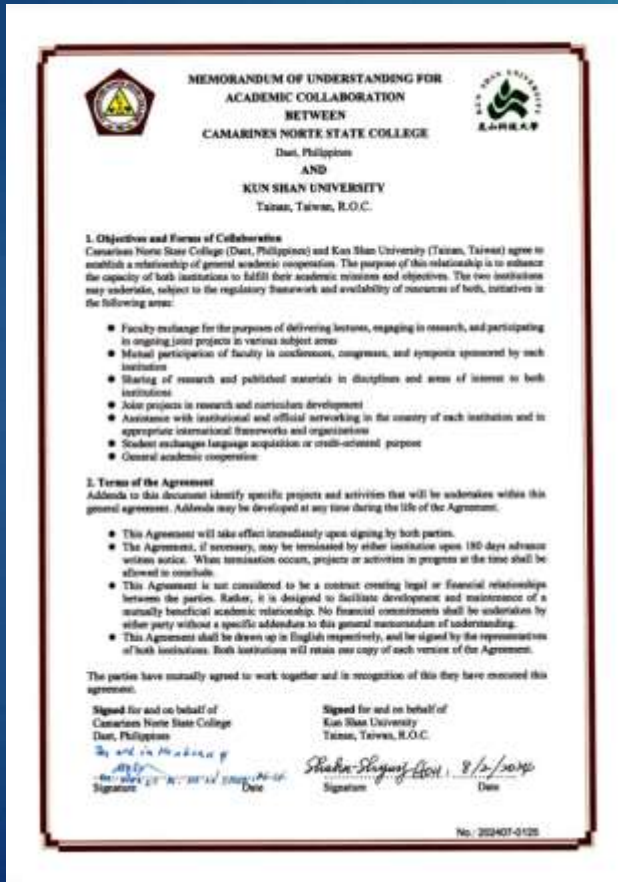 MEMORANDUM OF UNDERSTANDING FOR
ACADEMIC COLLABORATION
BETWEEN
CAMARINES NORTE STATE COLLEGE
Daet, Philippines
AND
KUN SHAN UNIVERSITY
Tainan, Taiwan, R.O.C.
KUN SHAN UNIVERSITY
崑山科技大學
1. Objectives and Forms of Collaboration
Camarines Norte State College (Daet, Philippines) and Kun Shan University (Tainan, Taiwan) agree to
establish a relationship of general academic cooperation. The purpose of this relationship is to enhance
the capacity of both institutions to fulfill their academic missions and objectives. The two institutions
may undertake, subject to the regulatory framework and availability of resources of both, initiatives in
the following areas:
● Faculty exchange for the purposes of delivering lectures, engaging in research, and participating
in ongoing joint projects in various subject areas
● Mutual participation of faculty in conferences, congresses, and symposia sponsored by each
institution
● Sharing of research and published materials in disciplines and areas of interest to both
institutions
● Joint projects in research and curriculum development
● Assistance with institutional and official networking in the country of each institution and in
appropriate international frameworks and organizations
● Student exchanges language acquisition or credit-oriented purpose
● General academic cooperation
2. Terms of the Agreement
Addenda to this document identify specific projects and activities that will be undertaken within this
general agreement. Addenda may be developed at any time during the life of the Agreement.
● This Agreement will take effect immediately upon signing by both parties.
● The Agreement, if necessary, may be terminated by either institution upon 180 days advance
written notice. When termination occurs, projects or activities in progress at the time shall be
allowed to conclude.
● This Agreement is not considered to be a contract creating legal or financial relationships
between the parties. Rather, it is designed to facilitate development and maintenance of a
mutually beneficial academic relationship. No financial commitments shall be undertaken by
either party without a specific addendum to this general memorandum of understanding.
● This Agreement shall be drawn up in English respectively, and be signed by the representatives
of both institutions. Both institutions will retain one copy of each version of the Agreement.
The parties have mutually agreed to work together and in recognition of this they have executed this
agreement.
Signed for and on behalf of
Camarines Norte State College
Daet, Philippines
Signature Date
Signed for and on behalf of
Kun Shan University
Tainan, Taiwan, R.O.C.
8/2/2024
Signature Date
No.: 202407-0125